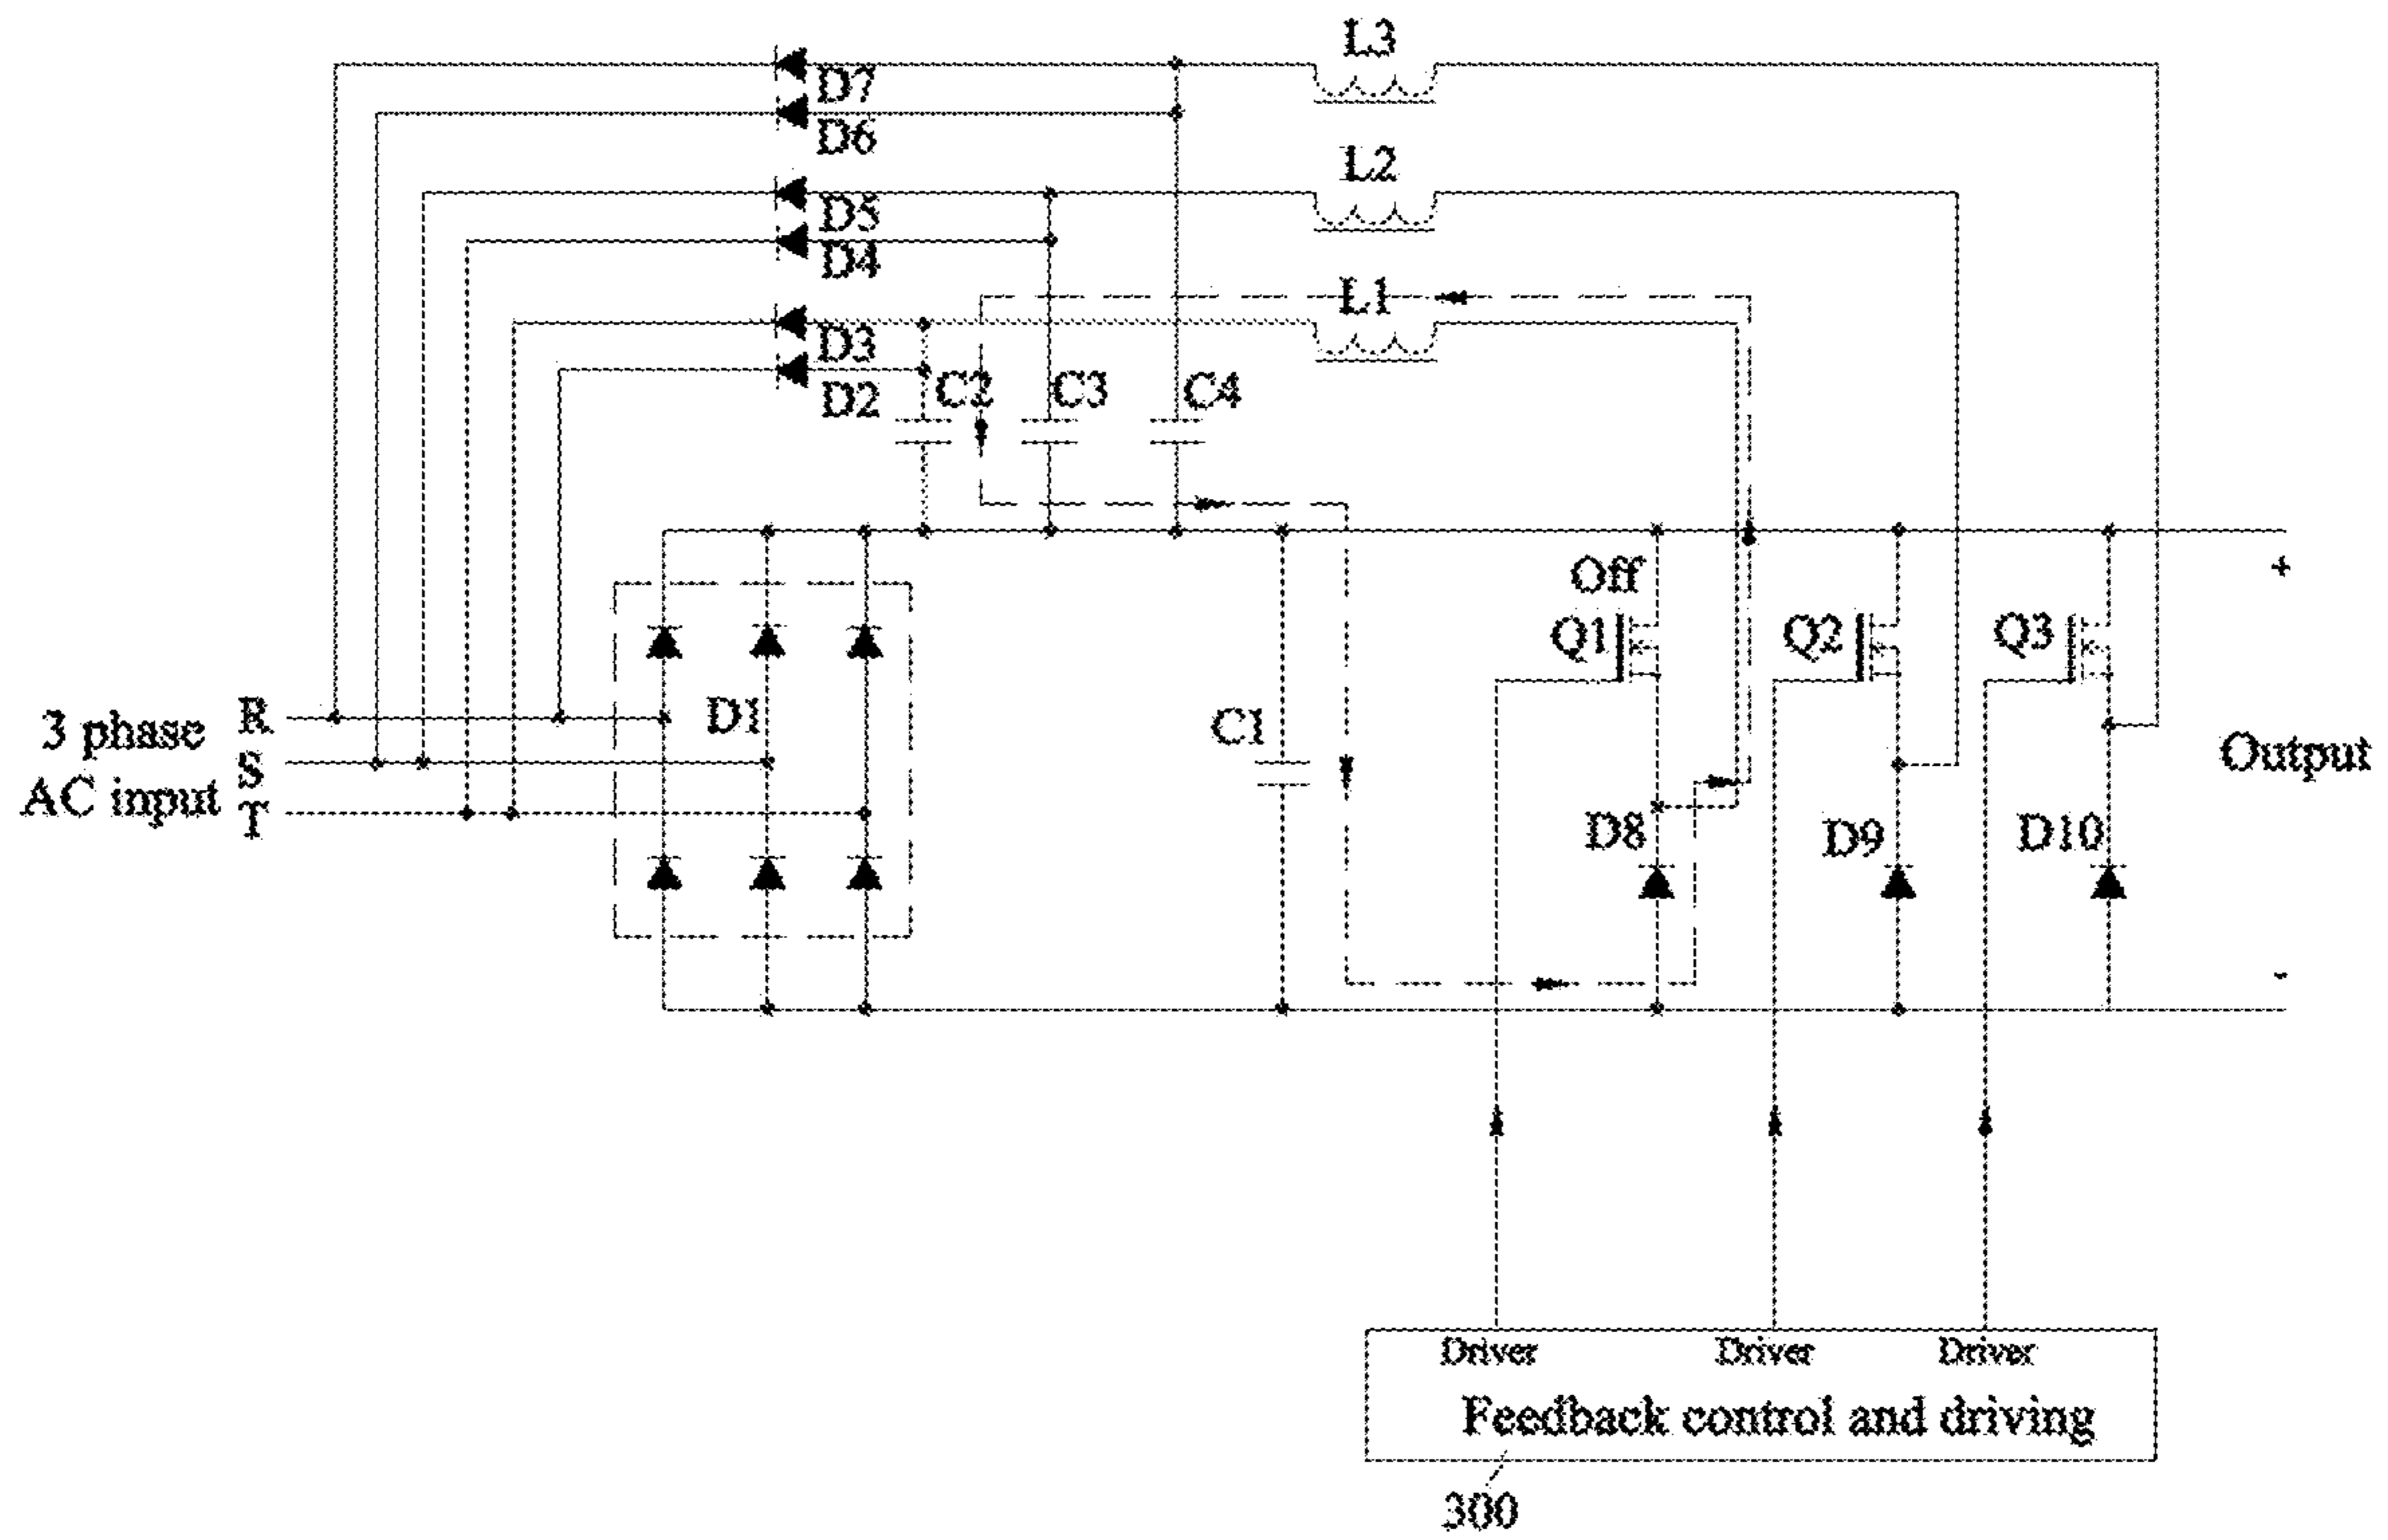 L3
D7
D6
L2
D5
D4
L1
D3
D2
C2
C3
C4
Off
+
Q1
Q2
Q3
3 phase
AC input
R
S
T
D1
C1
Output
D8
D9
D10
-
Driver
Driver
Driver
Feedback control and driving
300